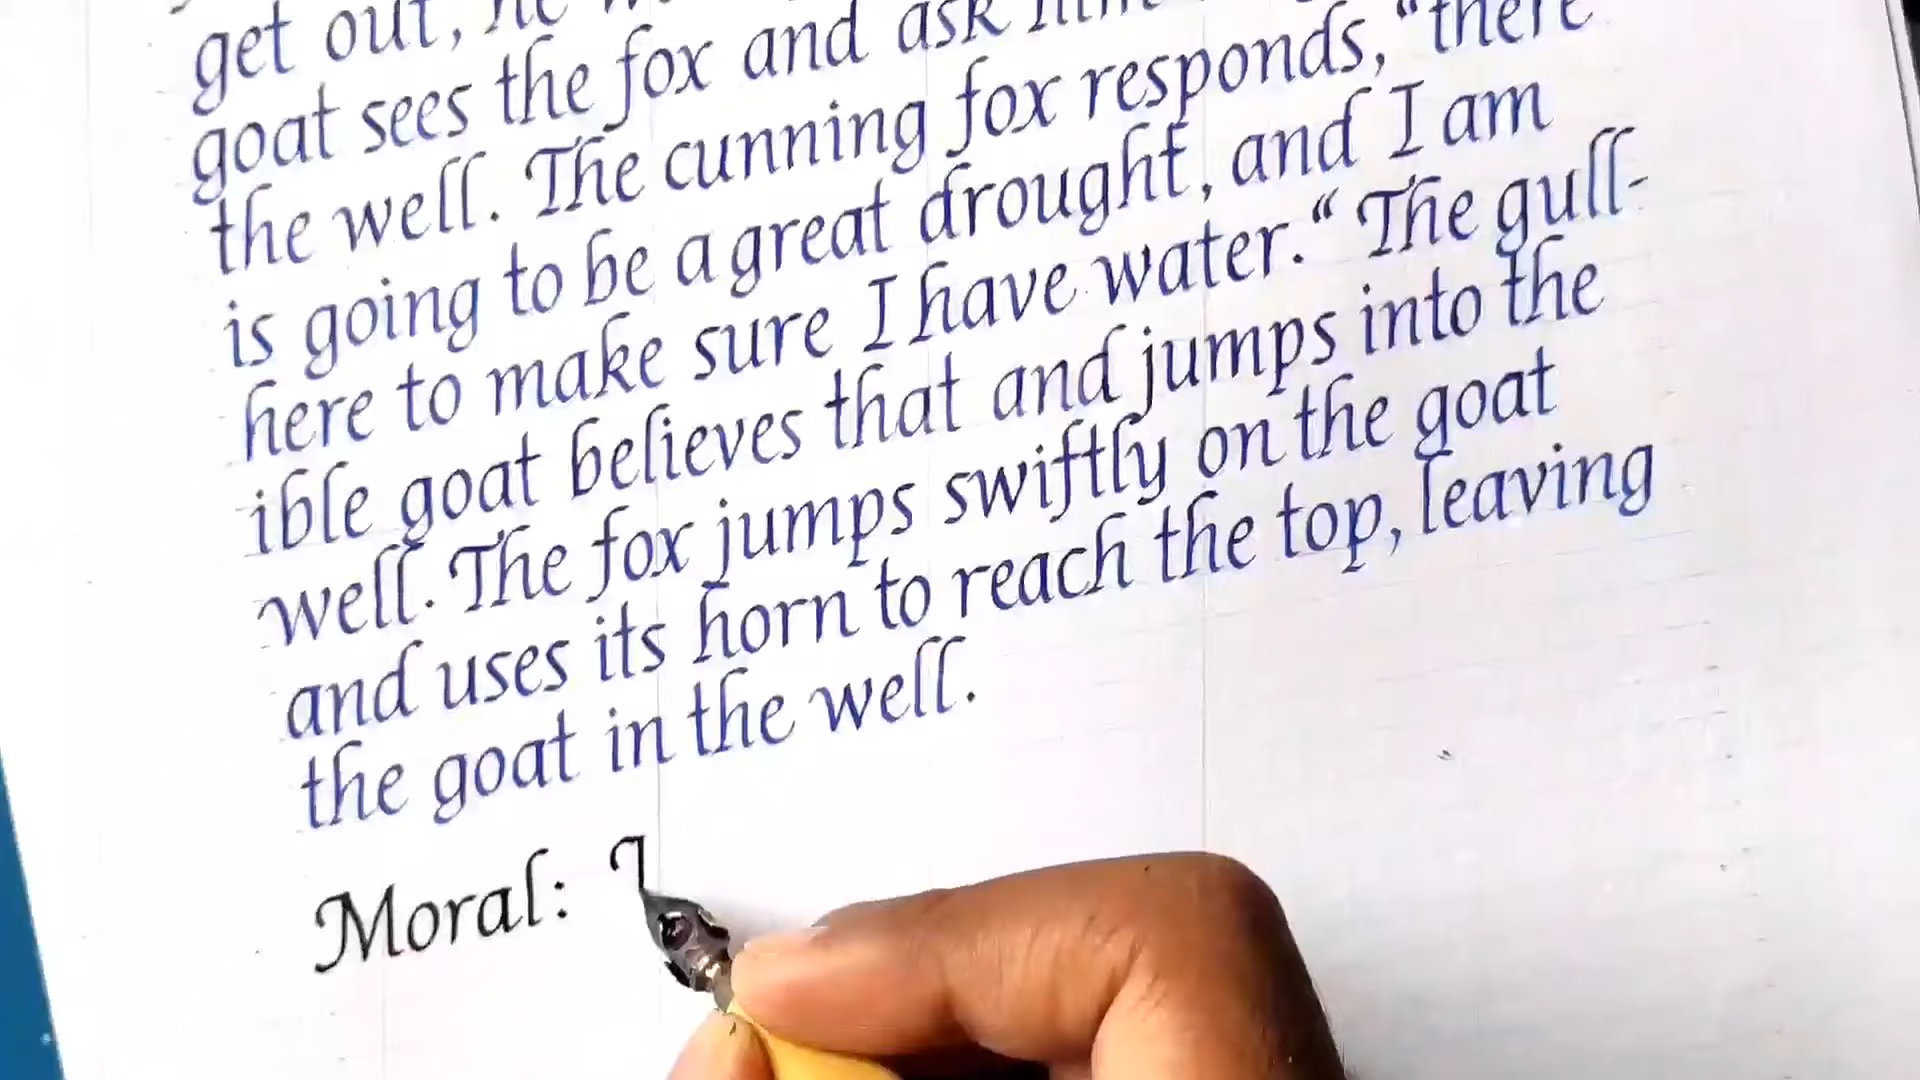 get out, he
goat sees the fox and ask him
the well. The cunning fox responds, "there
is going to be a great drought, and I am
here to make sure I have water." The gull-
ible goat believes that and jumps into the
well. The fox jumps swiftly on the goat
and uses its horn to reach the top, leaving
the goat in the well.
Moral: T